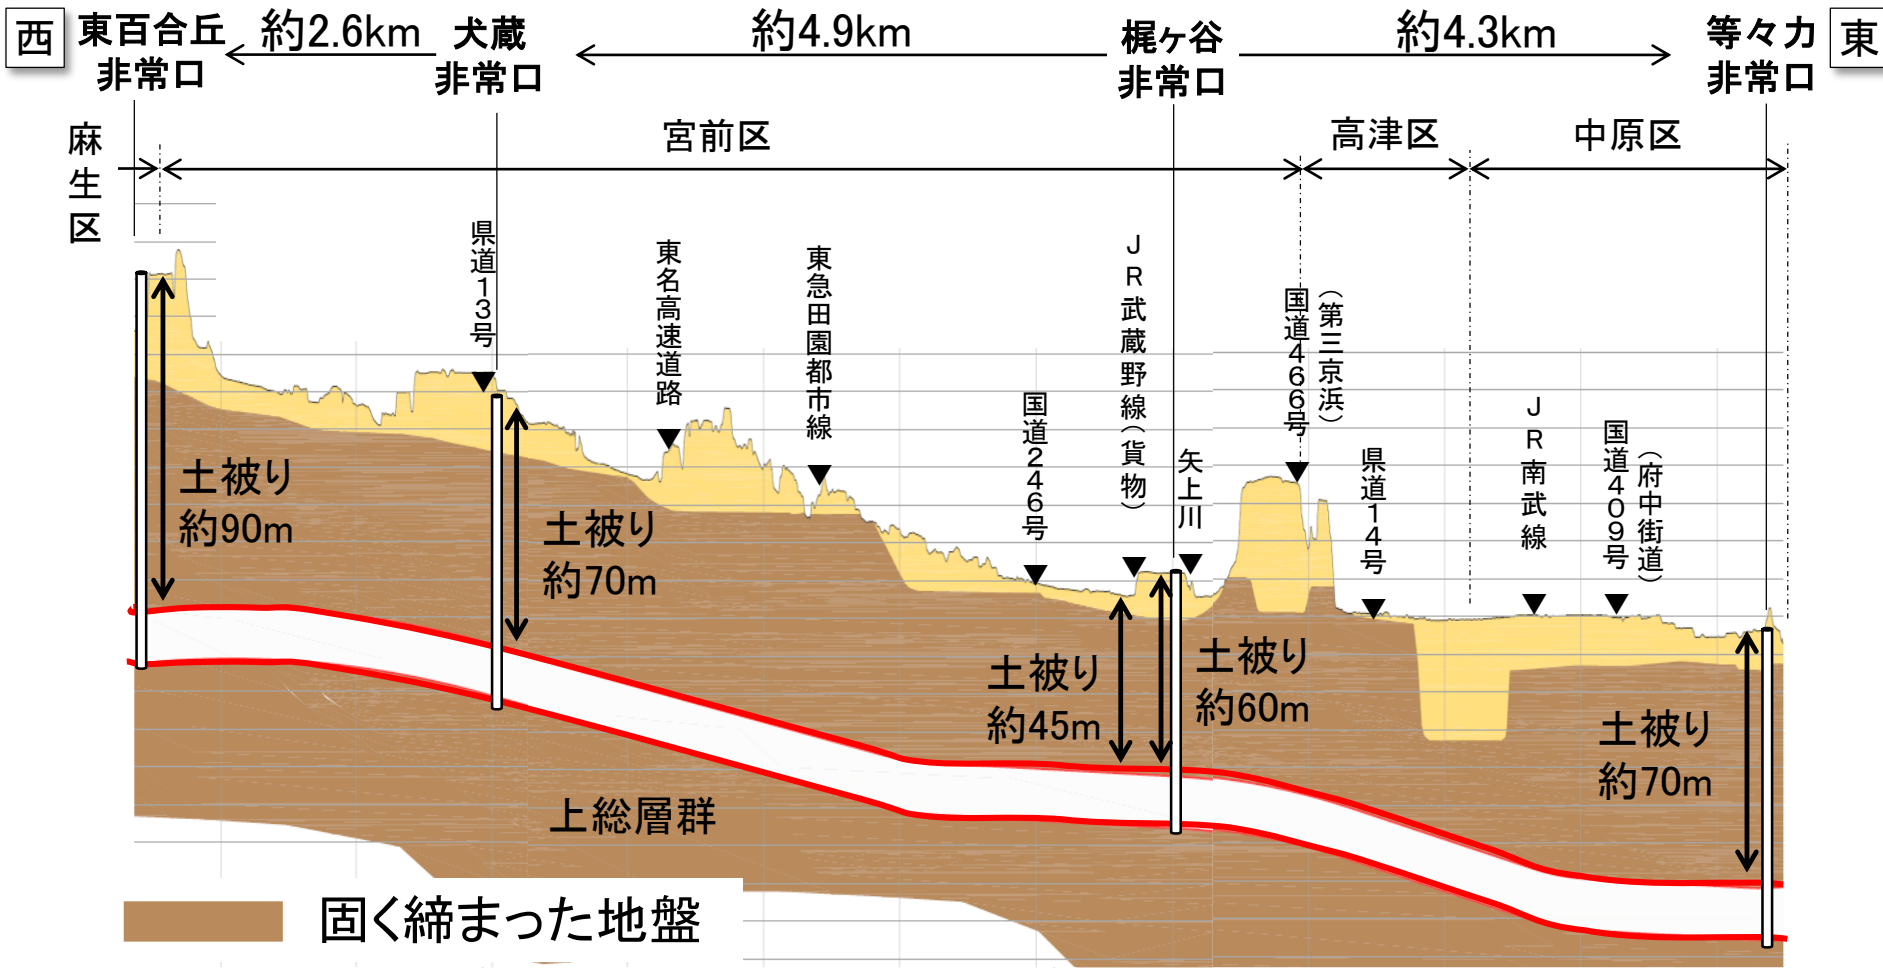 西
東百合丘
非常口
約2.6km
犬蔵
非常口
約4.9km
梶ヶ谷
非常口
約4.3km
等々力
非常口
東
麻生区
宮前区
高津区
中原区
県道13号
東名高速道路
東急田園都市線
国道246号
JR武蔵野線(貨物)
矢上川
国道466号
(第三京浜)
県道14号
JR南武線
国道409号
(府中街道)
土被り
約90m
土被り
約70m
土被り
約45m
土被り
約60m
土被り
約70m
上総層群
固く締まった地盤